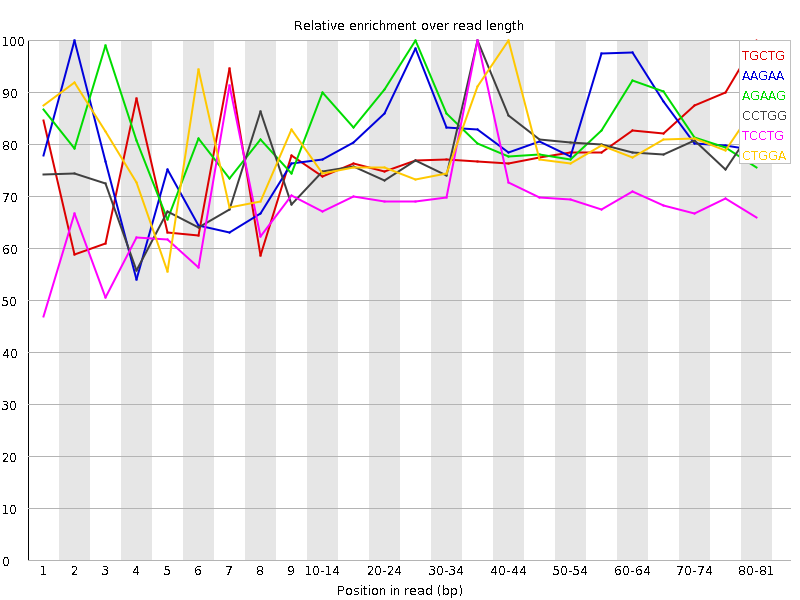 Relative enrichment over read length
100
90
80
70
60
50
40
30
20
10
0
TGCTG
AAGAA
AGAAG
CCTGG
TCCTG
CTGGA
1 2 3 4 5 6 7 8 9 10-14 20-24 30-34 40-44 50-54 60-64 70-74 80-81
Position in read (bp)